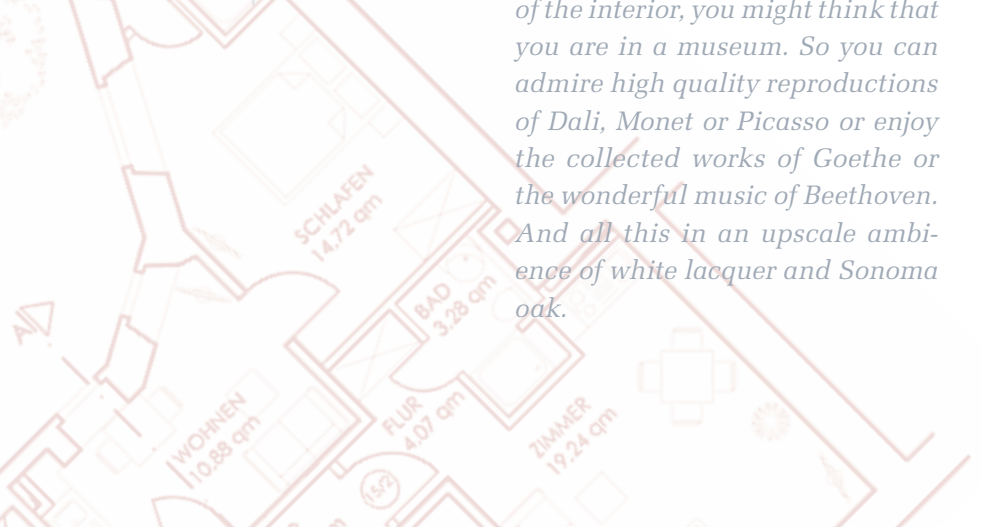 of the interior, you might think that
you are in a museum. So you can
admire high quality reproductions
of Dali, Monet or Picasso or enjoy
the collected works of Goethe or
the wonderful music of Beethoven.
And all this in an upscale ambi-
ence of white lacquer and Sonoma
oak.
SCHLAFEN
14,72 qm
BAD
3,28 qm
A
WOHNEN
10,88 qm
FLUR
4,07 qm
ZIMMER
19,24 qm
15/2